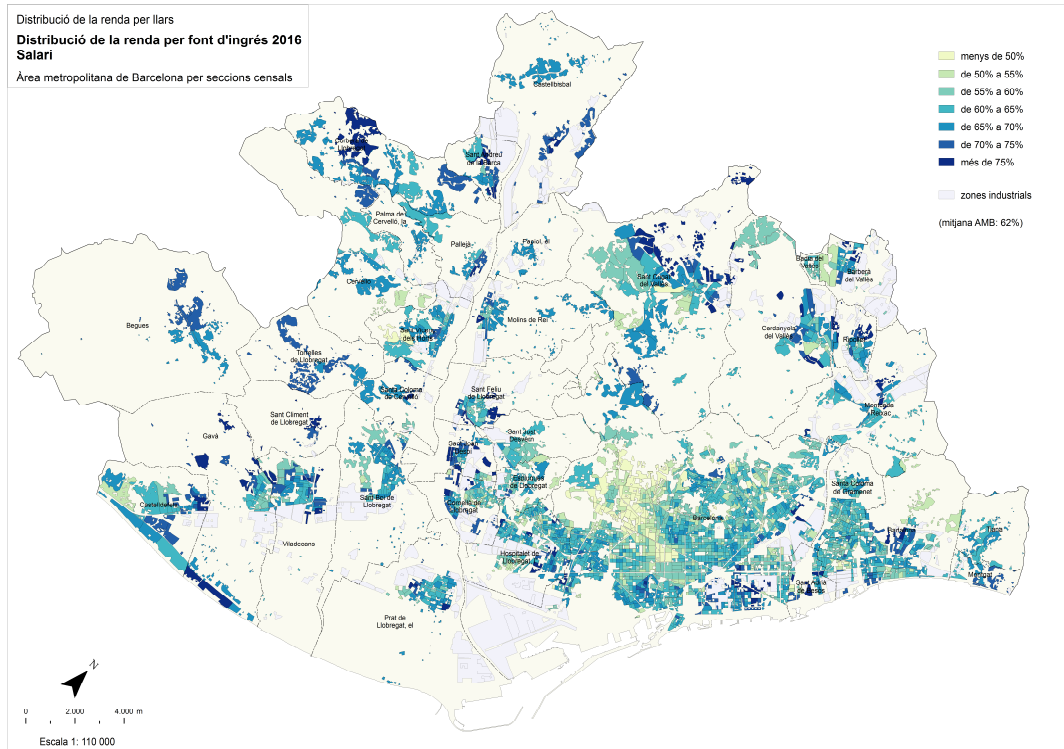 Distribució de la renda per llars
Distribució de la renda per font d'ingrés 2016
Salari
Àrea metropolitana de Barcelona per seccions censals
menys de 50%
de 50% a 55%
de 55% a 60%
de 60% a 65%
de 65% a 70%
de 70% a 75%
més de 75%
zones industrials
(mitjana AMB: 62%)
Castellbisbal
Sant Andreu
de la Barca
Palma de
Cervelló, la
Pallejà
Papiol, el
Sant Cugat
del Vallès
Badia del
Vallès
Barberà
del Vallès
Cervelló
Begues
Molins de Rei
Cerdanyola
del Vallès
Ripollet
Torrelles
de Llobregat
Santa Coloma
de Cervelló
Sant Feliu
de Llobregat
Montcada i
Reixac
Sant Climent
de Llobregat
Gavà
Sant Just
Desvern
Sant Joan
Despí
Esplugues
de Llobregat
Santa Coloma
de Gramenet
Castelldefels
Sant Boi de
Llobregat
Cornellà de
Llobregat
Barcelona
Viladecans
Hospitalet de
Llobregat, l'
Tiana
Montgat
Sant Adrià
de Besòs
Prat de
Llobregat, el
N
0 2.000 4.000 m
Escala 1: 110 000